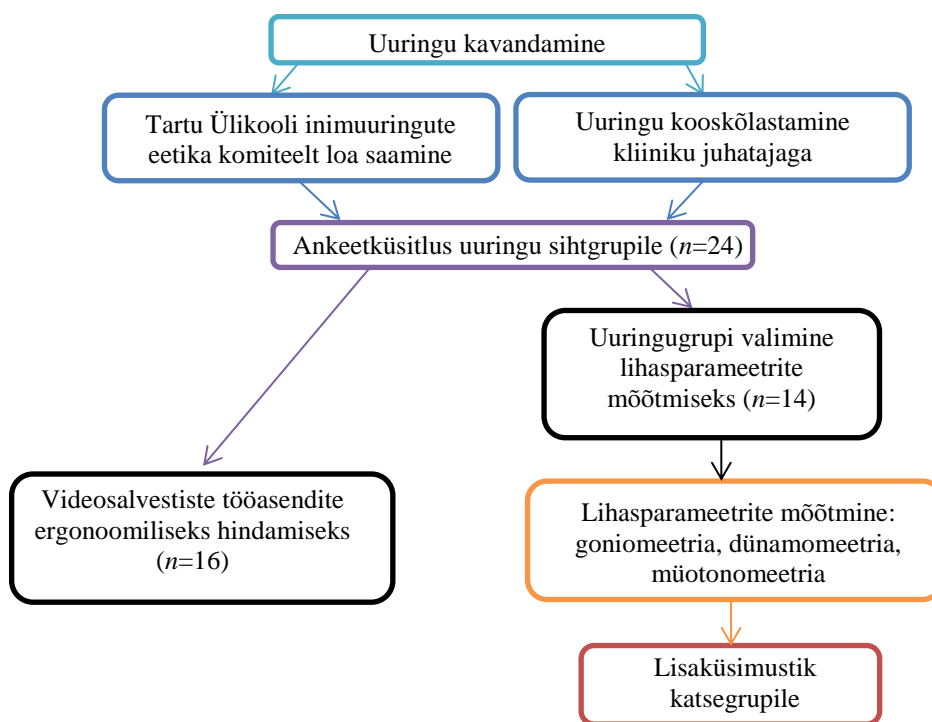 Uuringu kavandamine
Tartu Ülikooli inimuuringute
eetika komiteelt loa saamine
Uuringu kooskõlastamine
kliiniku juhatajaga
Ankeetküsitlus uuringu sihtgrupile (n=24)
Uuringugrupi valimine
lihasparameetrite
mõõtmiseks (n=14)
Videosalvestiste tööasendite
ergonoomiliseks hindamiseks
(n=16)
Lihasparameetrite mõõtmine:
goniomeetria, dünamomeetria,
müotonomeetria
Lisaküsimustik
katsegrupile